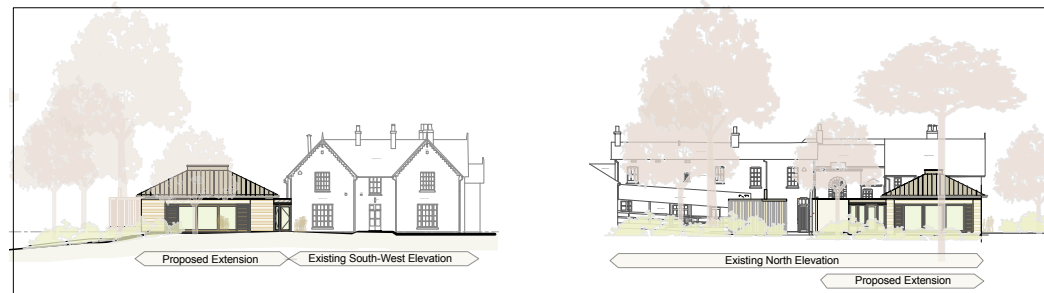 Proposed Extension
Existing South-West Elevation
Existing North Elevation
Proposed Extension